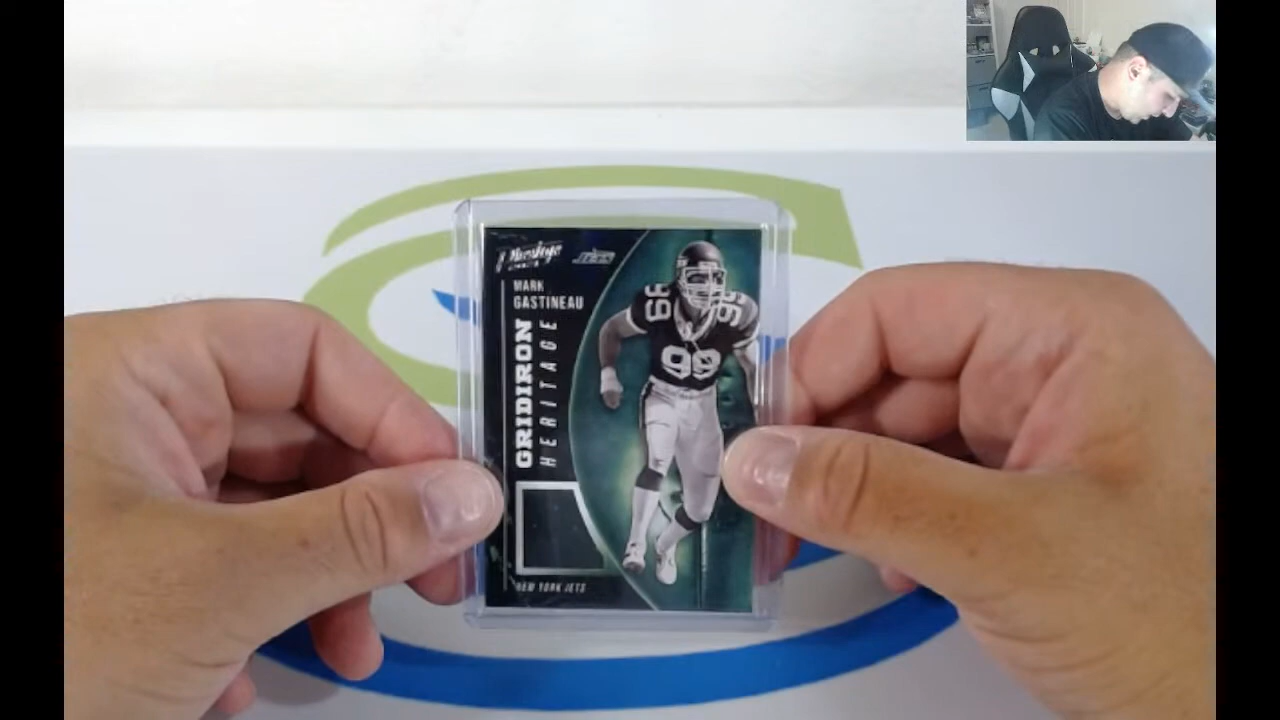 Prestige
JETS
MARK
GASTINEAU
GRIDIRON
HERITAGE
99
99
99
NEW YORK JETS